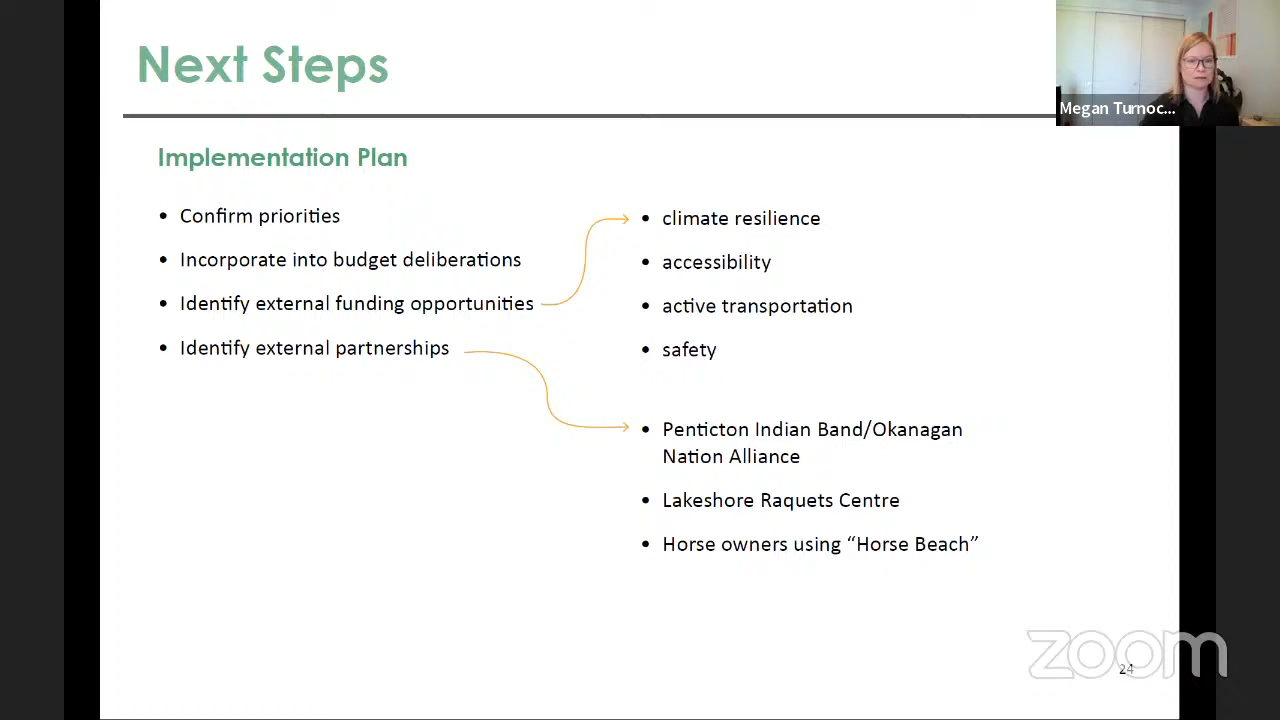 Next Steps
Megan Turnoc...
Implementation Plan
• Confirm priorities
• Incorporate into budget deliberations
• Identify external funding opportunities
• Identify external partnerships
• climate resilience
• accessibility
• active transportation
• safety
• Penticton Indian Band/Okanagan
Nation Alliance
• Lakeshore Raquets Centre
• Horse owners using “Horse Beach”
zoom
24